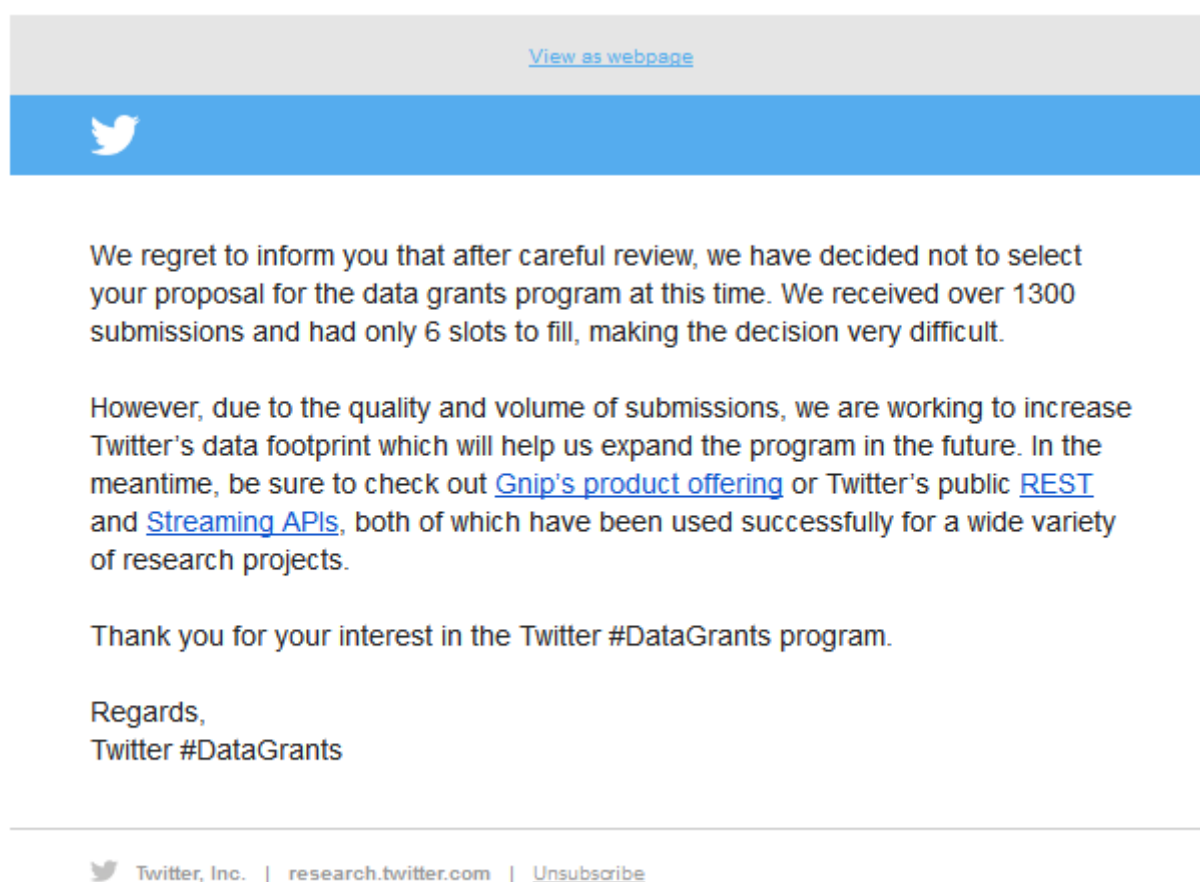 View as webpage
We regret to inform you that after careful review, we have decided not to select
your proposal for the data grants program at this time. We received over 1300
submissions and had only 6 slots to fill, making the decision very difficult.
However, due to the quality and volume of submissions, we are working to increase
Twitter's data footprint which will help us expand the program in the future. In the
meantime, be sure to check out Gnip's product offering or Twitter's public REST
and Streaming APIs, both of which have been used successfully for a wide variety
of research projects.
Thank you for your interest in the Twitter #DataGrants program.
Regards,
Twitter #DataGrants
Twitter, Inc. | research.twitter.com | Unsubscribe